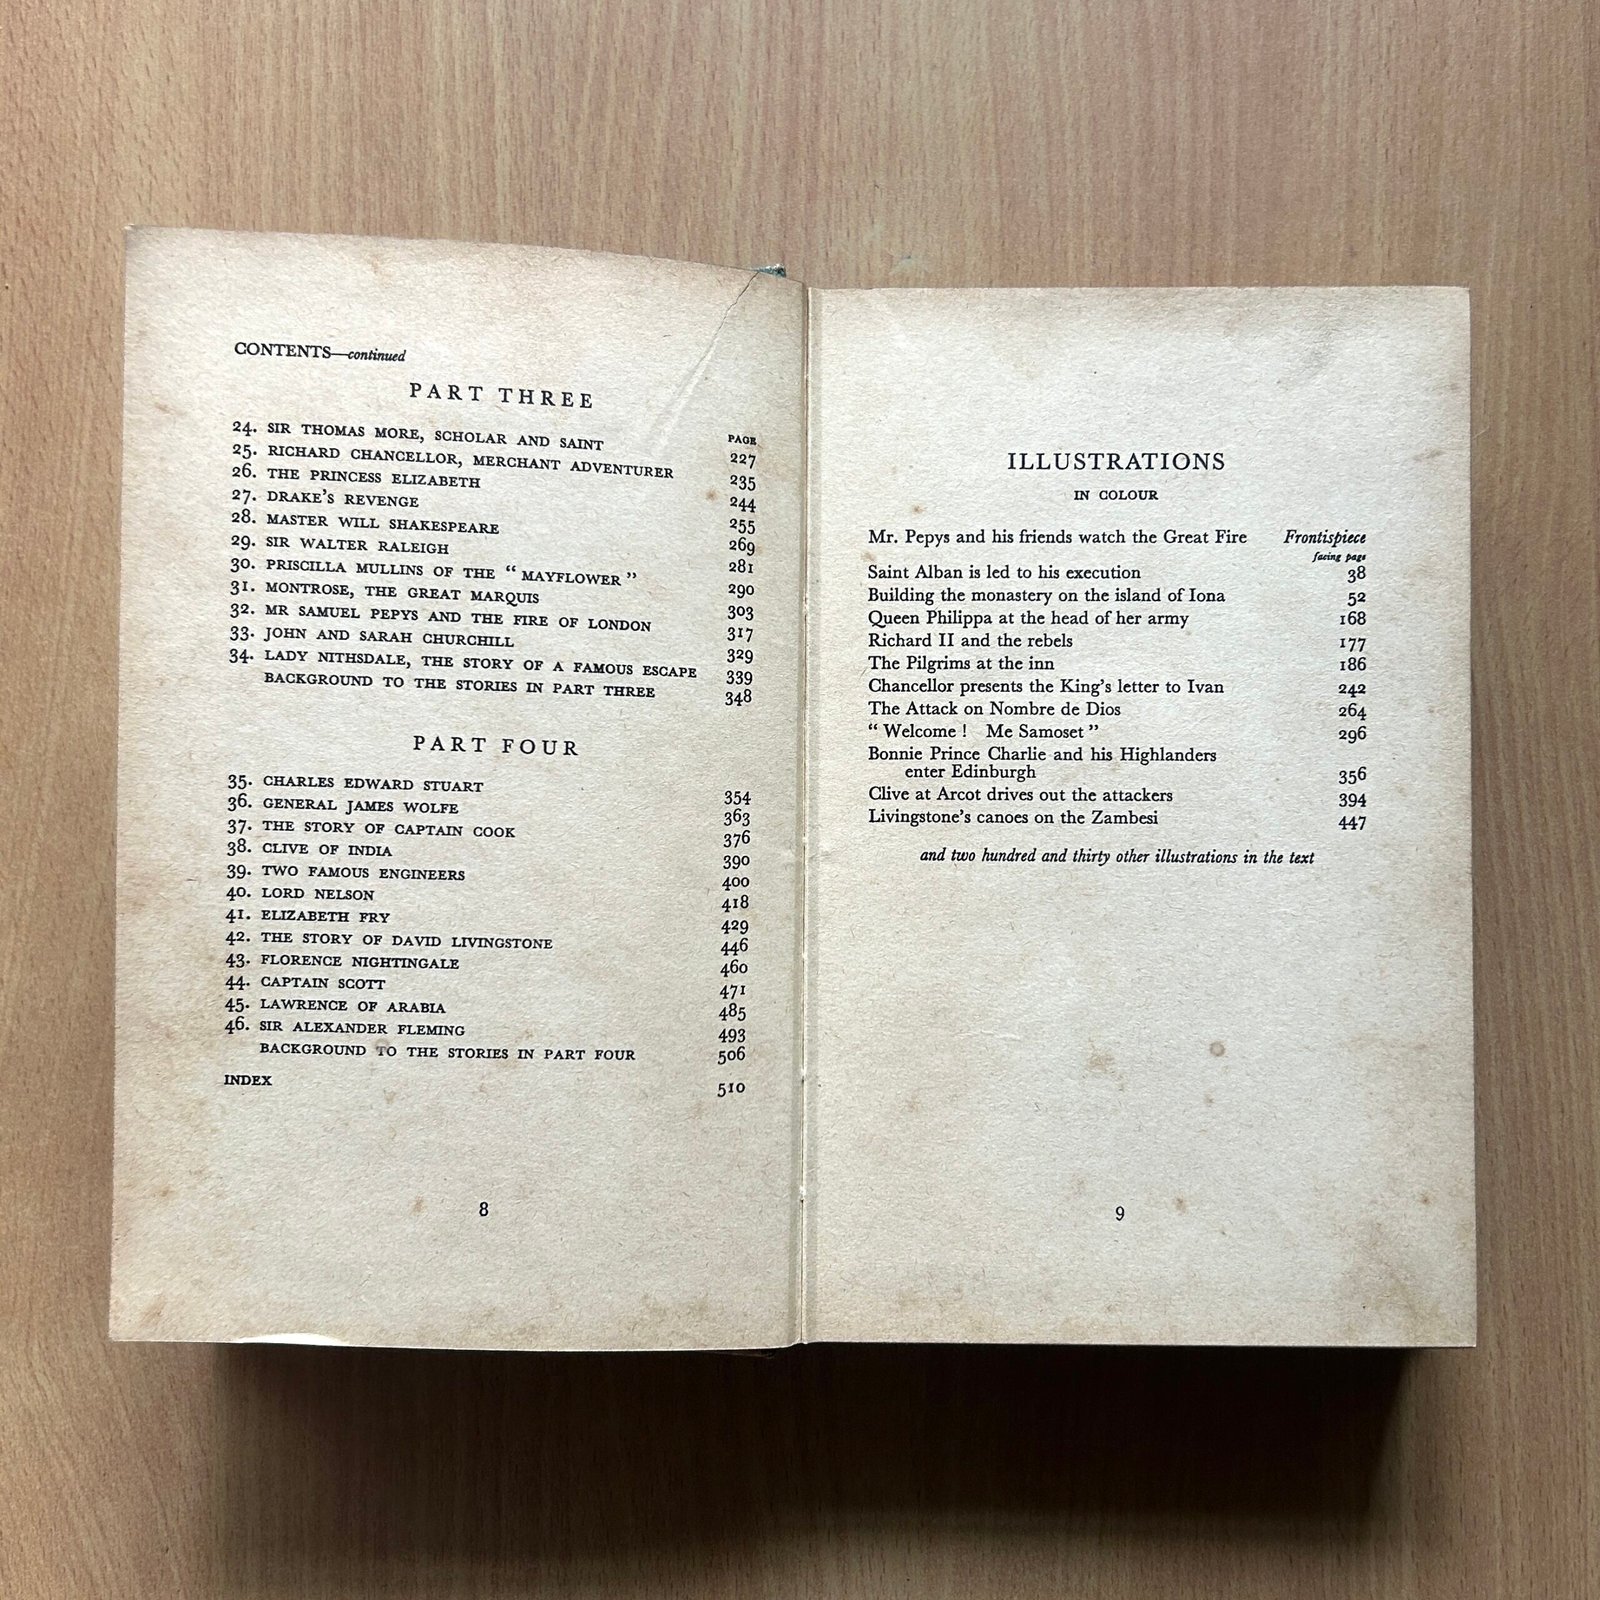 CONTENTS—continued
PART THREE
PAGE
24. SIR THOMAS MORE, SCHOLAR AND SAINT 227
25. RICHARD CHANCELLOR, MERCHANT ADVENTURER 235
26. THE PRINCESS ELIZABETH 244
27. DRAKE'S REVENGE 255
28. MASTER WILL SHAKESPEARE 269
29. SIR WALTER RALEIGH 281
30. PRISCILLA MULLINS OF THE "MAYFLOWER" 290
31. MONTROSE, THE GREAT MARQUIS 303
32. MR SAMUEL PEPYS AND THE FIRE OF LONDON 317
33. JOHN AND SARAH CHURCHILL 329
34. LADY NITHSDALE, THE STORY OF A FAMOUS ESCAPE 339
BACKGROUND TO THE STORIES IN PART THREE 348
PART FOUR
35. CHARLES EDWARD STUART 354
36. GENERAL JAMES WOLFE 363
37. THE STORY OF CAPTAIN COOK 376
38. CLIVE OF INDIA 390
39. TWO FAMOUS ENGINEERS 400
40. LORD NELSON 418
41. ELIZABETH FRY 429
42. THE STORY OF DAVID LIVINGSTONE 446
43. FLORENCE NIGHTINGALE 460
44. CAPTAIN SCOTT 471
45. LAWRENCE OF ARABIA 485
46. SIR ALEXANDER FLEMING 493
BACKGROUND TO THE STORIES IN PART FOUR 506
INDEX 510
8
ILLUSTRATIONS
IN COLOUR
Mr. Pepys and his friends watch the Great Fire Frontispiece
facing page
Saint Alban is led to his execution 38
Building the monastery on the island of Iona 52
Queen Philippa at the head of her army 168
Richard II and the rebels 177
The Pilgrims at the inn 186
Chancellor presents the King's letter to Ivan 242
The Attack on Nombre de Dios 264
"Welcome! Me Samoset" 296
Bonnie Prince Charlie and his Highlanders
enter Edinburgh 356
Clive at Arcot drives out the attackers 394
Livingstone's canoes on the Zambesi 447
and two hundred and thirty other illustrations in the text
9